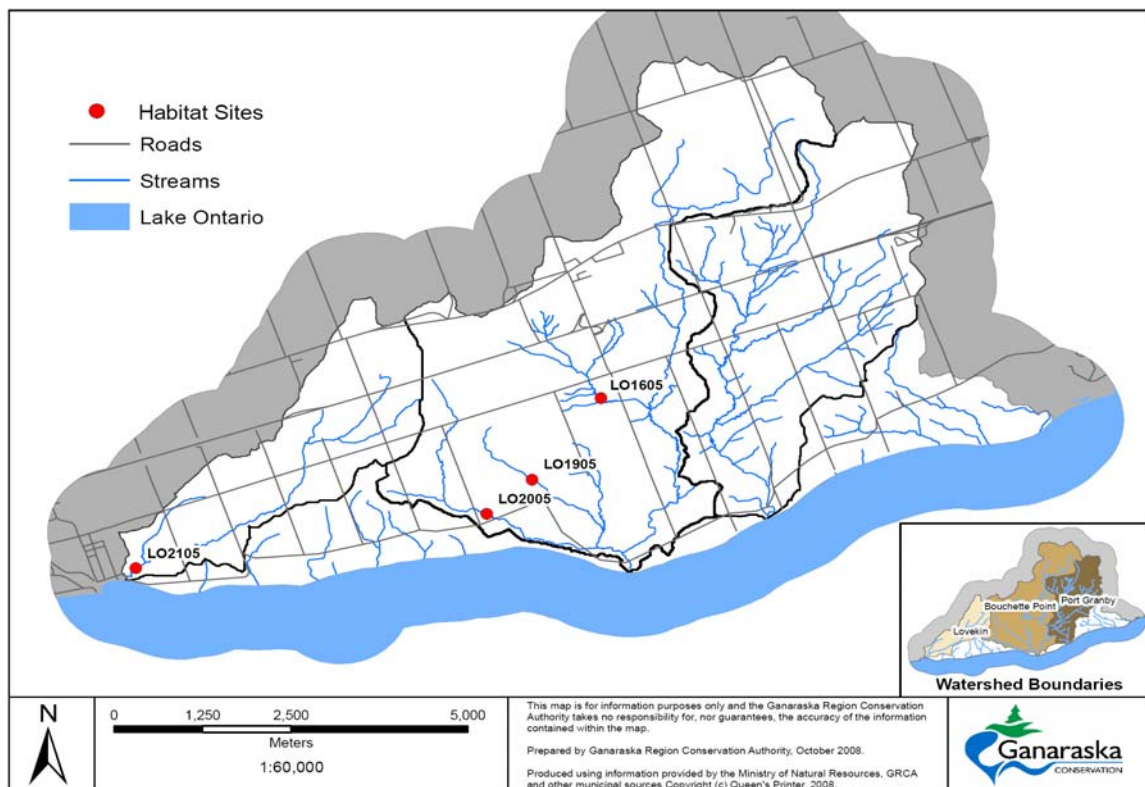 Habitat Sites
Roads
Streams
Lake Ontario
LO1605
LO1905
LO2005
LO2105
Bouchette Point
Port Granby
Lovekin
Watershed Boundaries
N
0 1,250 2,500 5,000
Meters
1:60,000
This map is for information purposes only and the Ganaraska Region Conservation
Authority takes no responsibility for, nor guarantees, the accuracy of the information
contained within the map.
Prepared by Ganaraska Region Conservation Authority, October 2008.
Produced using information provided by the Ministry of Natural Resources, GRCA
and other municipal sources Copyright (c) Queen's Printer, 2008.
Ganaraska
CONSERVATION